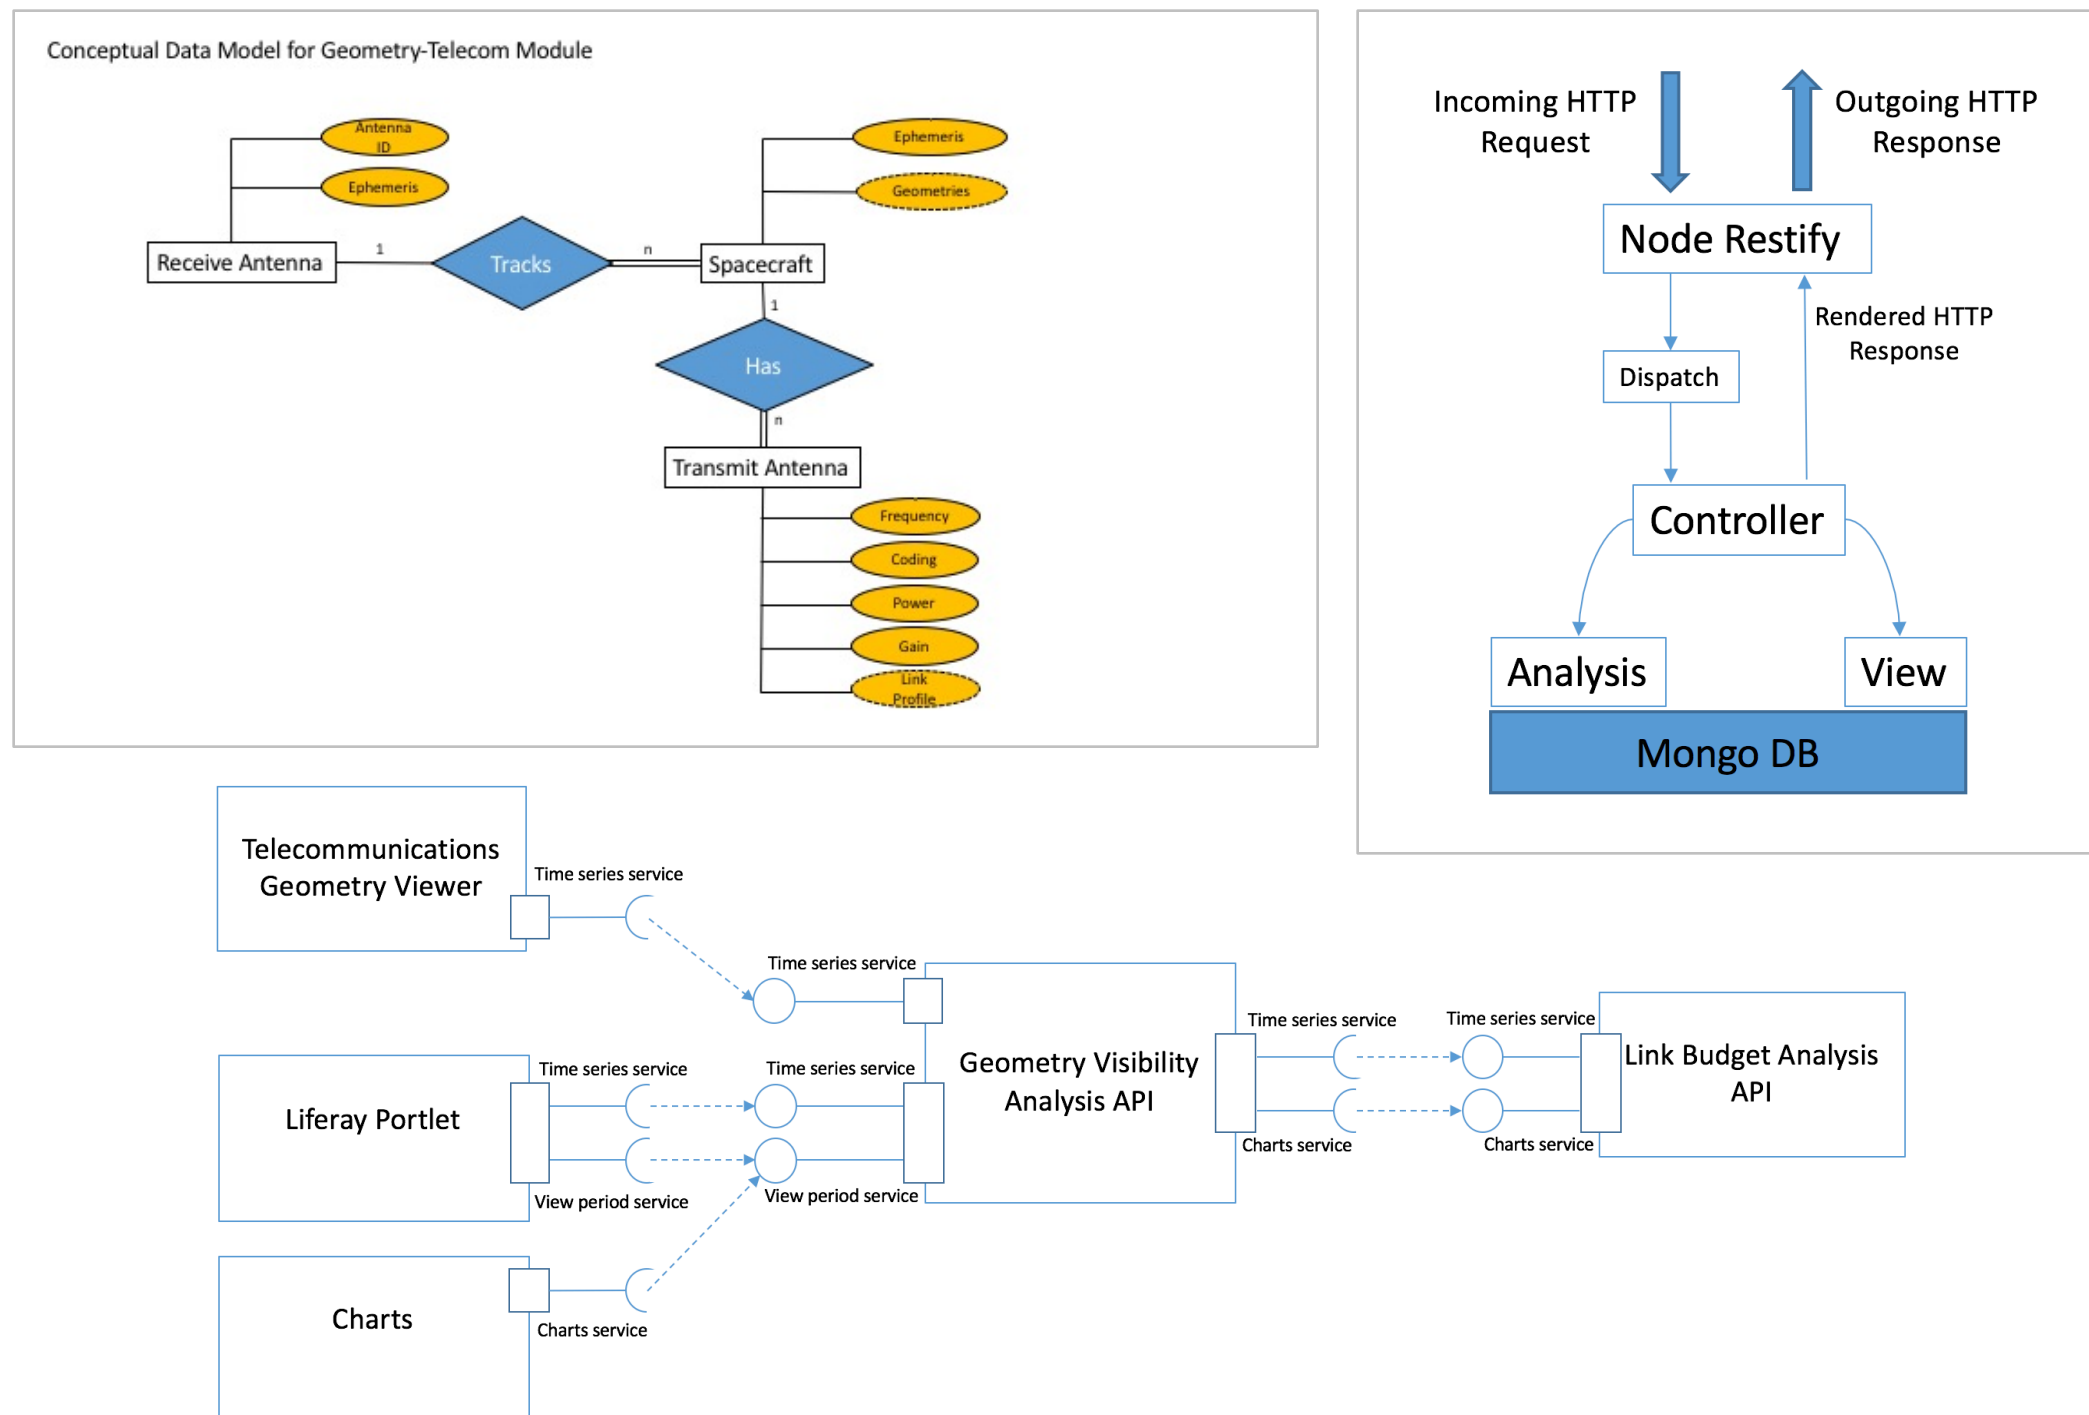 Conceptual Data Model for Geometry-Telecom Module
Antenna
ID
Ephemeris
Receive Antenna
1
Tracks
n
Ephemeris
Geometries
Spacecraft
1
Has
n
Transmit Antenna
Frequency
Coding
Power
Gain
Link
Profile
Incoming HTTP
Request
Outgoing HTTP
Response
Node Restify
Rendered HTTP
Response
Dispatch
Controller
Analysis
View
Mongo DB
Telecommunications
Geometry Viewer
Time series service
Time series service
Liferay Portlet
Time series service
View period service
Time series service
View period service
Charts
Charts service
Geometry Visibility
Analysis API
Time series service
Charts service
Time series service
Charts service
Link Budget Analysis
API